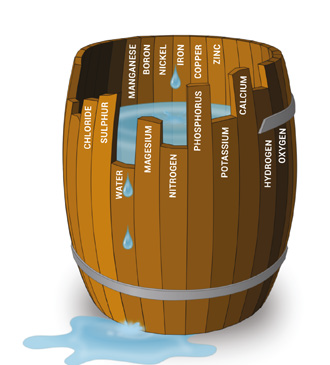 MANGANESE
BORON
NICKEL
IRON
COPPER
ZINC
CHLORIDE
SULPHUR
WATER
MAGESIUM
NITROGEN
PHOSPHORUS
POTASSIUM
CALCIUM
HYDROGEN
OXYGEN